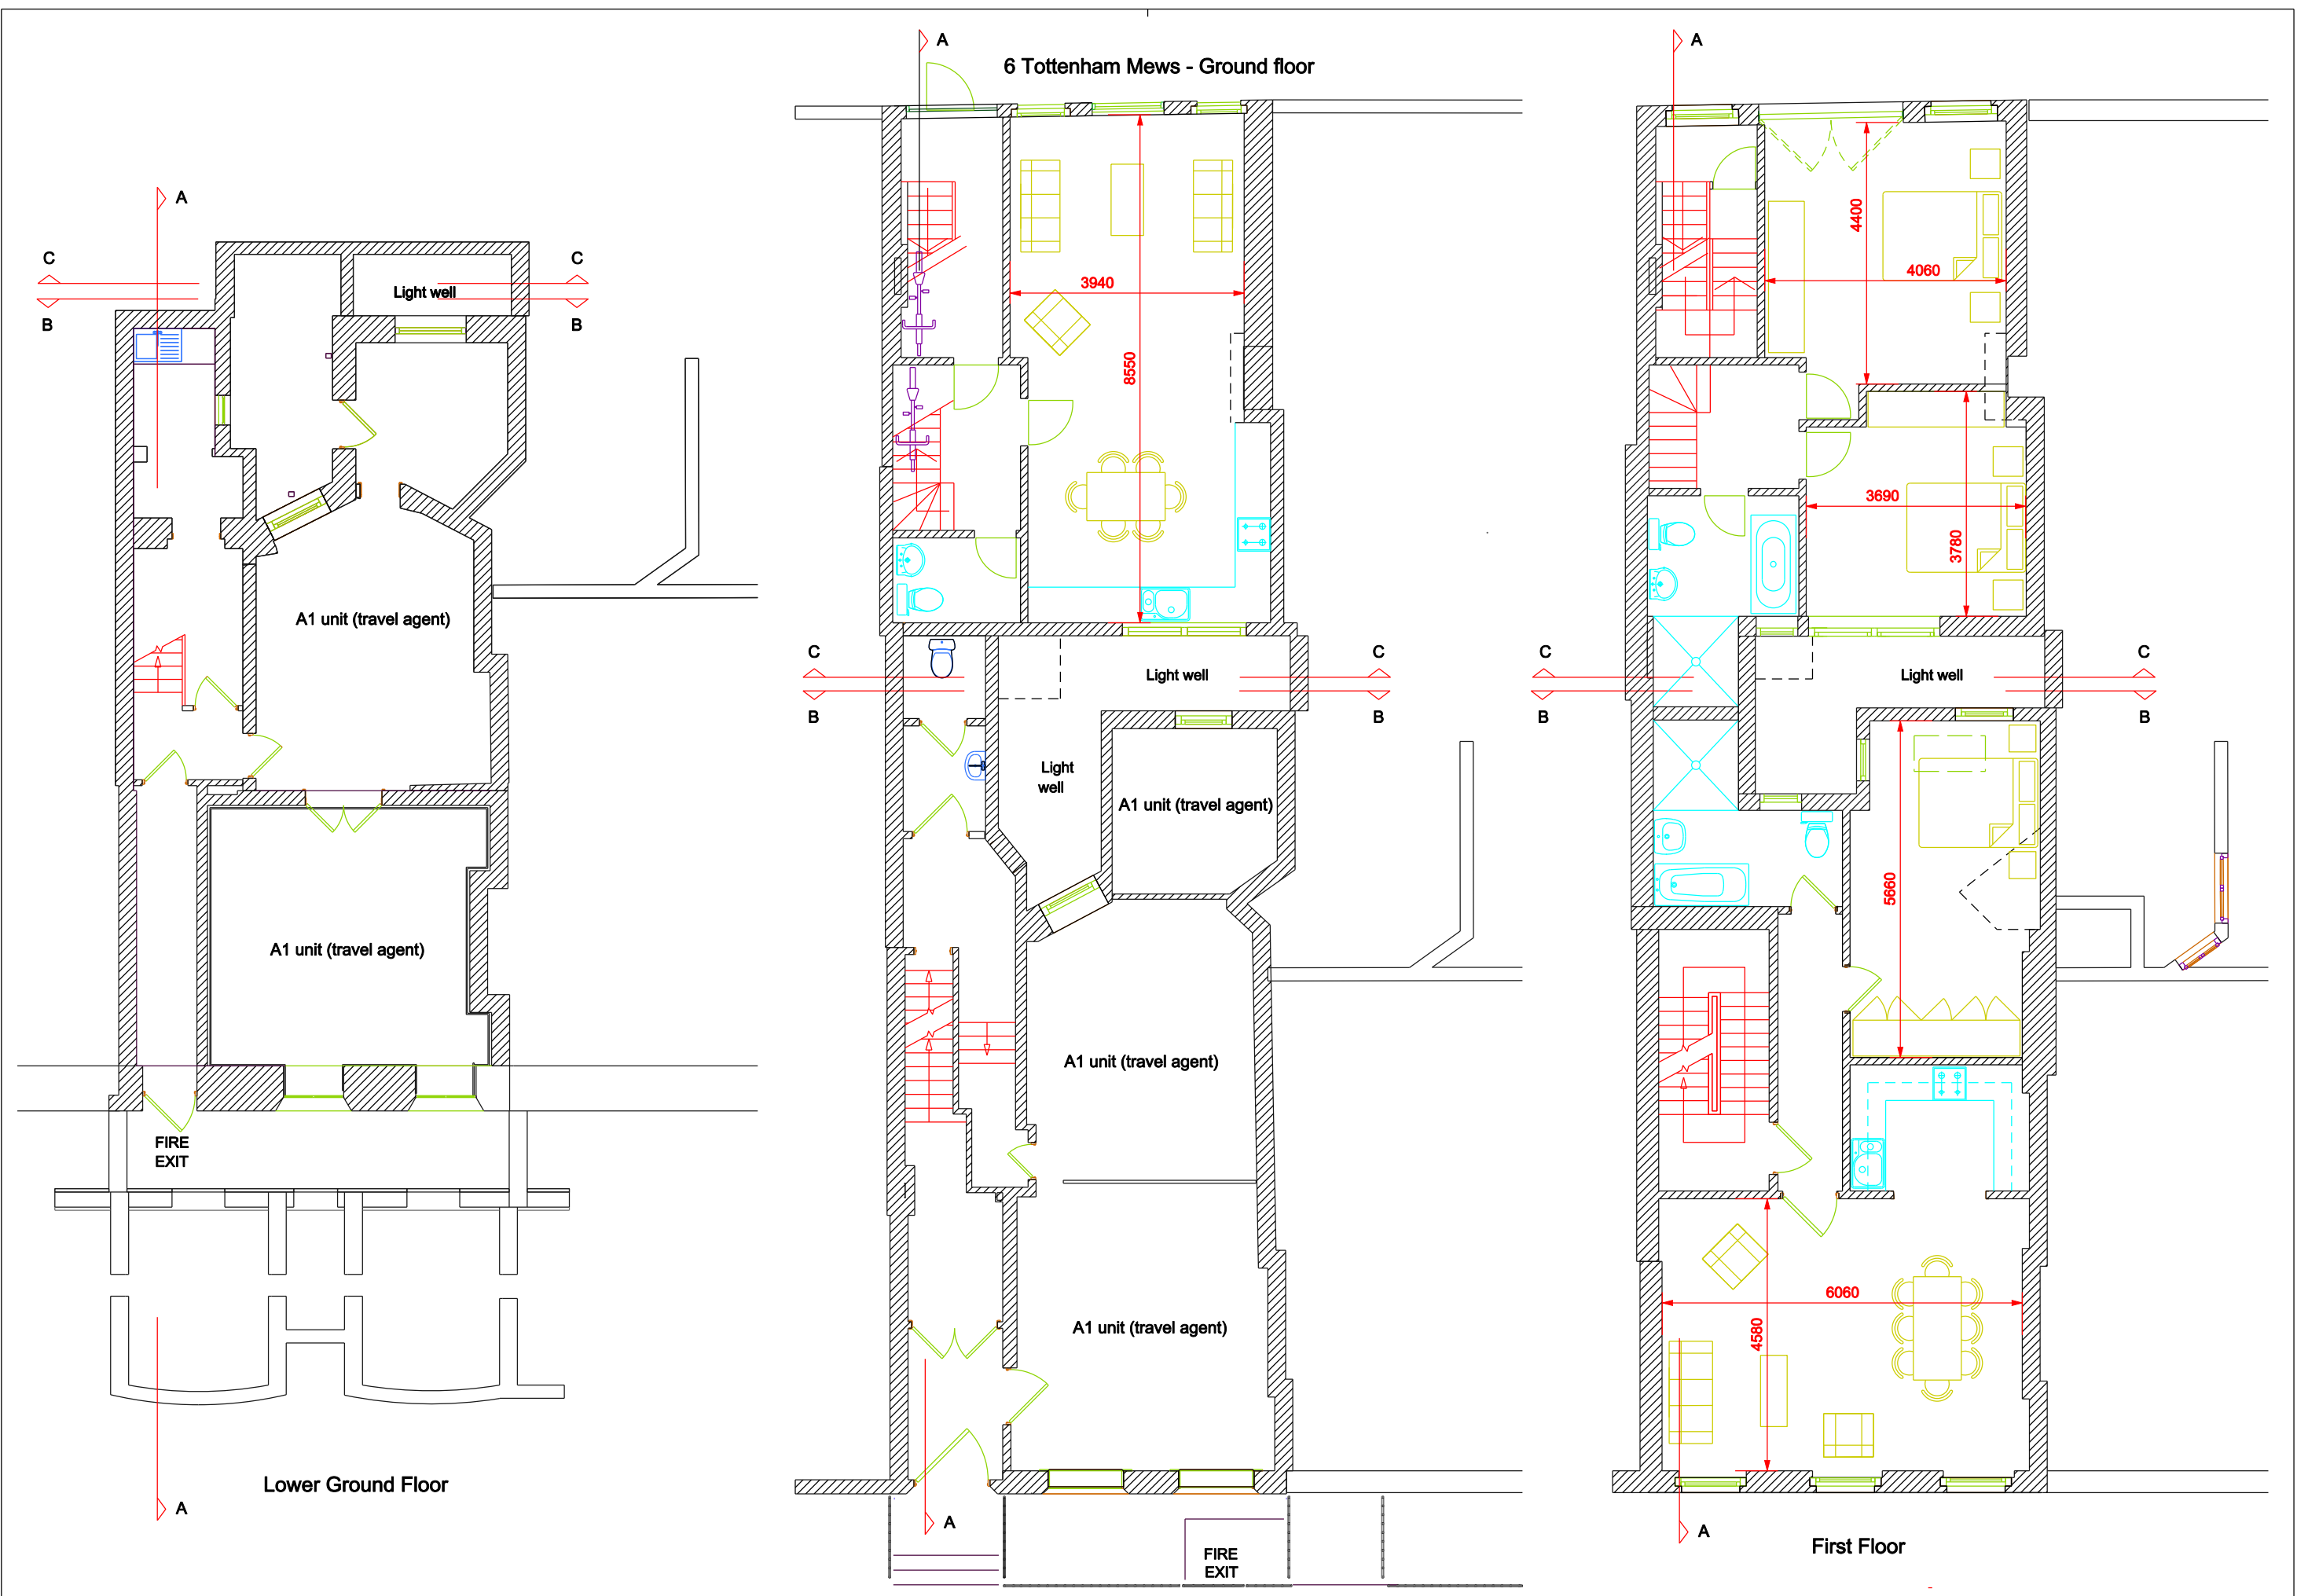 A
C
C
Light well
B
B
A1 unit (travel agent)
A1 unit (travel agent)
FIRE
EXIT
Lower Ground Floor
A
A
6 Tottenham Mews - Ground floor
3940
8550
C
Light well
C
B
B
Light
well
A1 unit (travel agent)
A1 unit (travel agent)
A1 unit (travel agent)
A
FIRE
EXIT
A
4400
4060
3690
3780
C
Light well
C
B
B
5660
6060
4580
A
First Floor